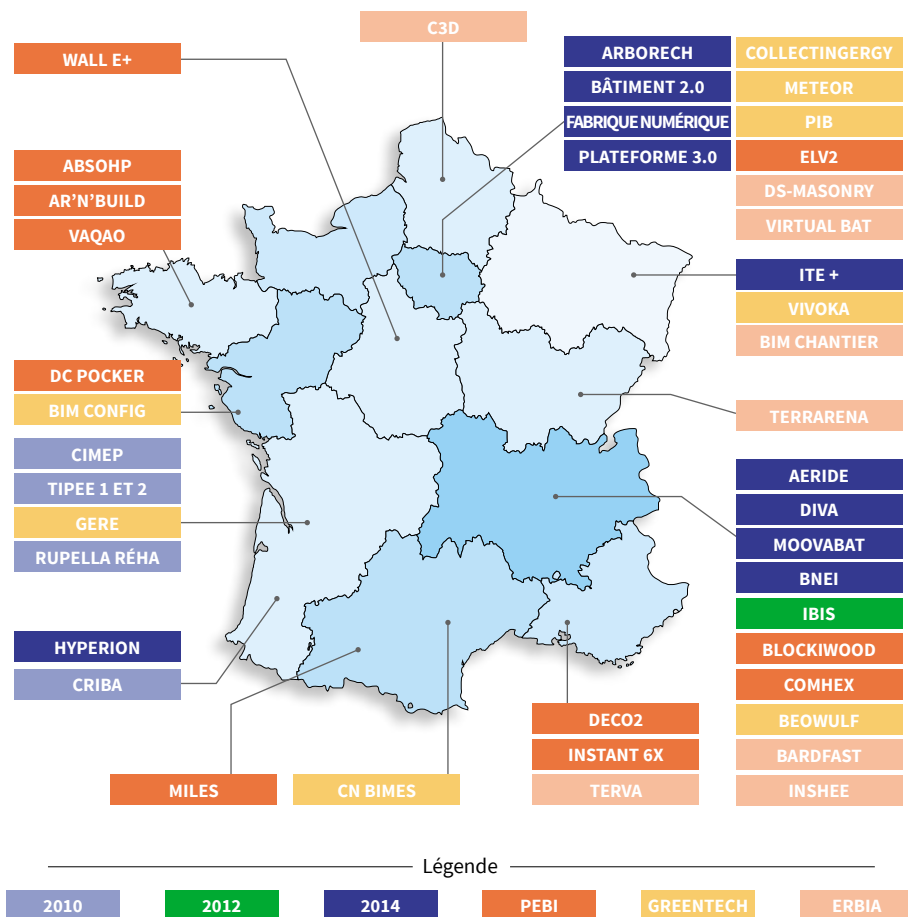 C3D
WALL E+
ARBORECH
BÂTIMENT 2.0
FABRIQUE NUMÉRIQUE
PLATEFORME 3.0
COLLECTINGERGY
METEOR
PIB
ELV2
DS-MASONRY
VIRTUAL BAT
ABSOHP
AR’N’BUILD
VAQAO
ITE +
VIVOKA
BIM CHANTIER
DC POCKER
BIM CONFIG
TERRARENA
CIMEP
TIPEE 1 ET 2
GERE
RUPELLA RÉHA
AERIDE
DIVA
MOOVABAT
BNEI
IBIS
BLOCKIWOOD
COMHEX
BEOWULF
BARDFAST
INSHEE
HYPERION
CRIBA
DECO2
INSTANT 6X
TERVA
MILES
CN BIMES
Légende
2010
2012
2014
PEBI
GREENTECH
ERBIA